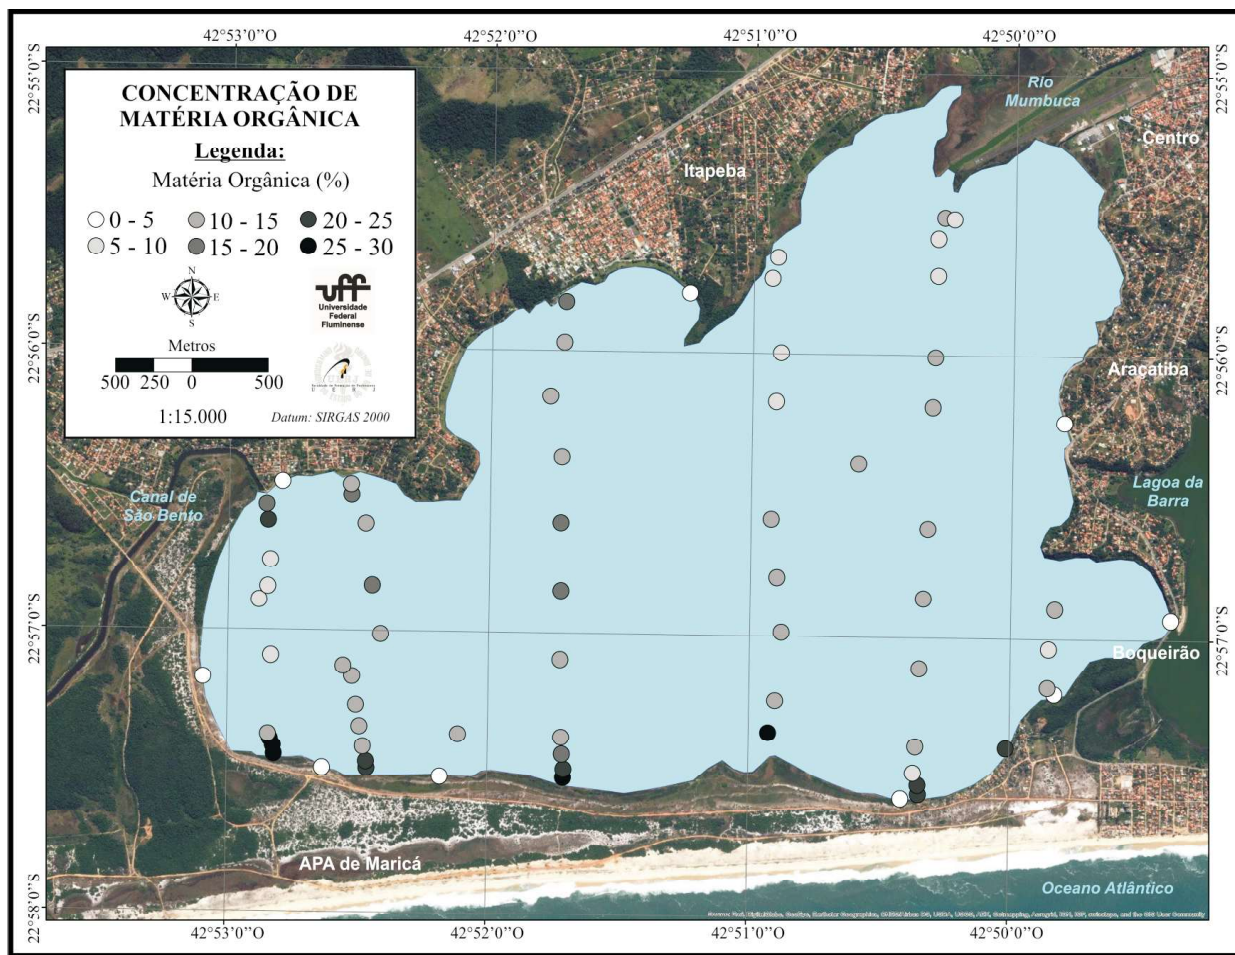 42°53'0''O
42°52'0''O
42°51'0''O
42°50'0''O
22°55'0''S
22°55'0''S
CONCENTRAÇÃO DE
MATÉRIA ORGÂNICA
Legenda:
Matéria Orgânica (%)
0 - 5
10 - 15
20 - 25
5 - 10
15 - 20
25 - 30
N
W
E
S
uff
Universidade
Federal
Fluminense
Metros
500 250 0 500
UERJ
1:15.000
Datum: SIRGAS 2000
Rio
Mumbuca
Centro
Itapeba
22°56'0''S
22°56'0''S
Araçatiba
Lagoa da
Barra
Canal de
São Bento
22°57'0''S
22°57'0''S
Boqueirão
APA de Maricá
Oceano Atlântico
22°58'0''S
22°58'0''S
42°53'0''O
42°52'0''O
42°51'0''O
42°50'0''O